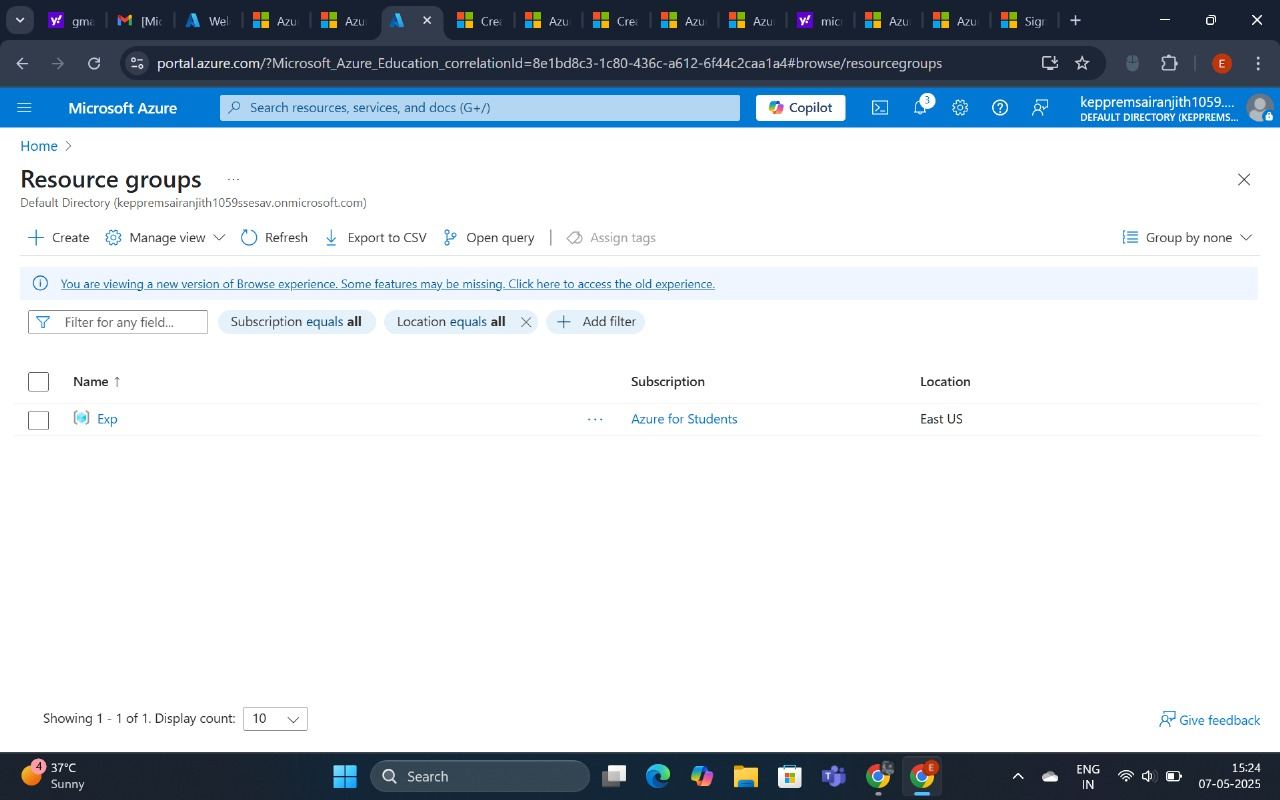 gma
[Mic
Wel
Azu
Azu
Crea
Azu
Crea
Azu
Azu
micr
Azu
Azu
Sign
portal.azure.com/?Microsoft_Azure_Education_correlationId=8e1bd8c3-1c80-436c-a612-6f44c2caa1a4#browse/resourcegroups
E
Microsoft Azure
Search resources, services, and docs (G+/)
Copilot
3
keppremsairanjith1059....
DEFAULT DIRECTORY (KEPPREMS...
Home
Resource groups
...
Default Directory (keppremsairanjith1059ssesav.onmicrosoft.com)
Create
Manage view
Refresh
Export to CSV
Open query
Assign tags
Group by none
You are viewing a new version of Browse experience. Some features may be missing. Click here to access the old experience.
Filter for any field...
Subscription equals all
Location equals all
Add filter
Name ↑
Subscription
Location
Exp
...
Azure for Students
East US
Showing 1 - 1 of 1. Display count: 10
Give feedback
4
37°C
Sunny
Search
E
ENG
IN
15:24
07-05-2025